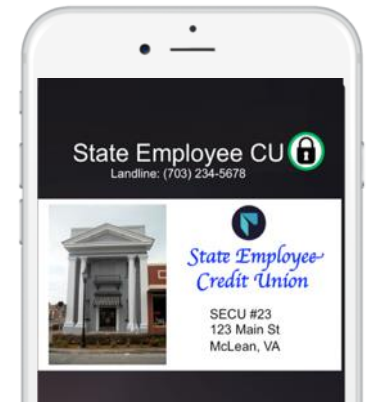 State Employee CU
Landline: (703) 234-5678
State Employee
Credit Union
SECU #23
123 Main St
McLean, VA